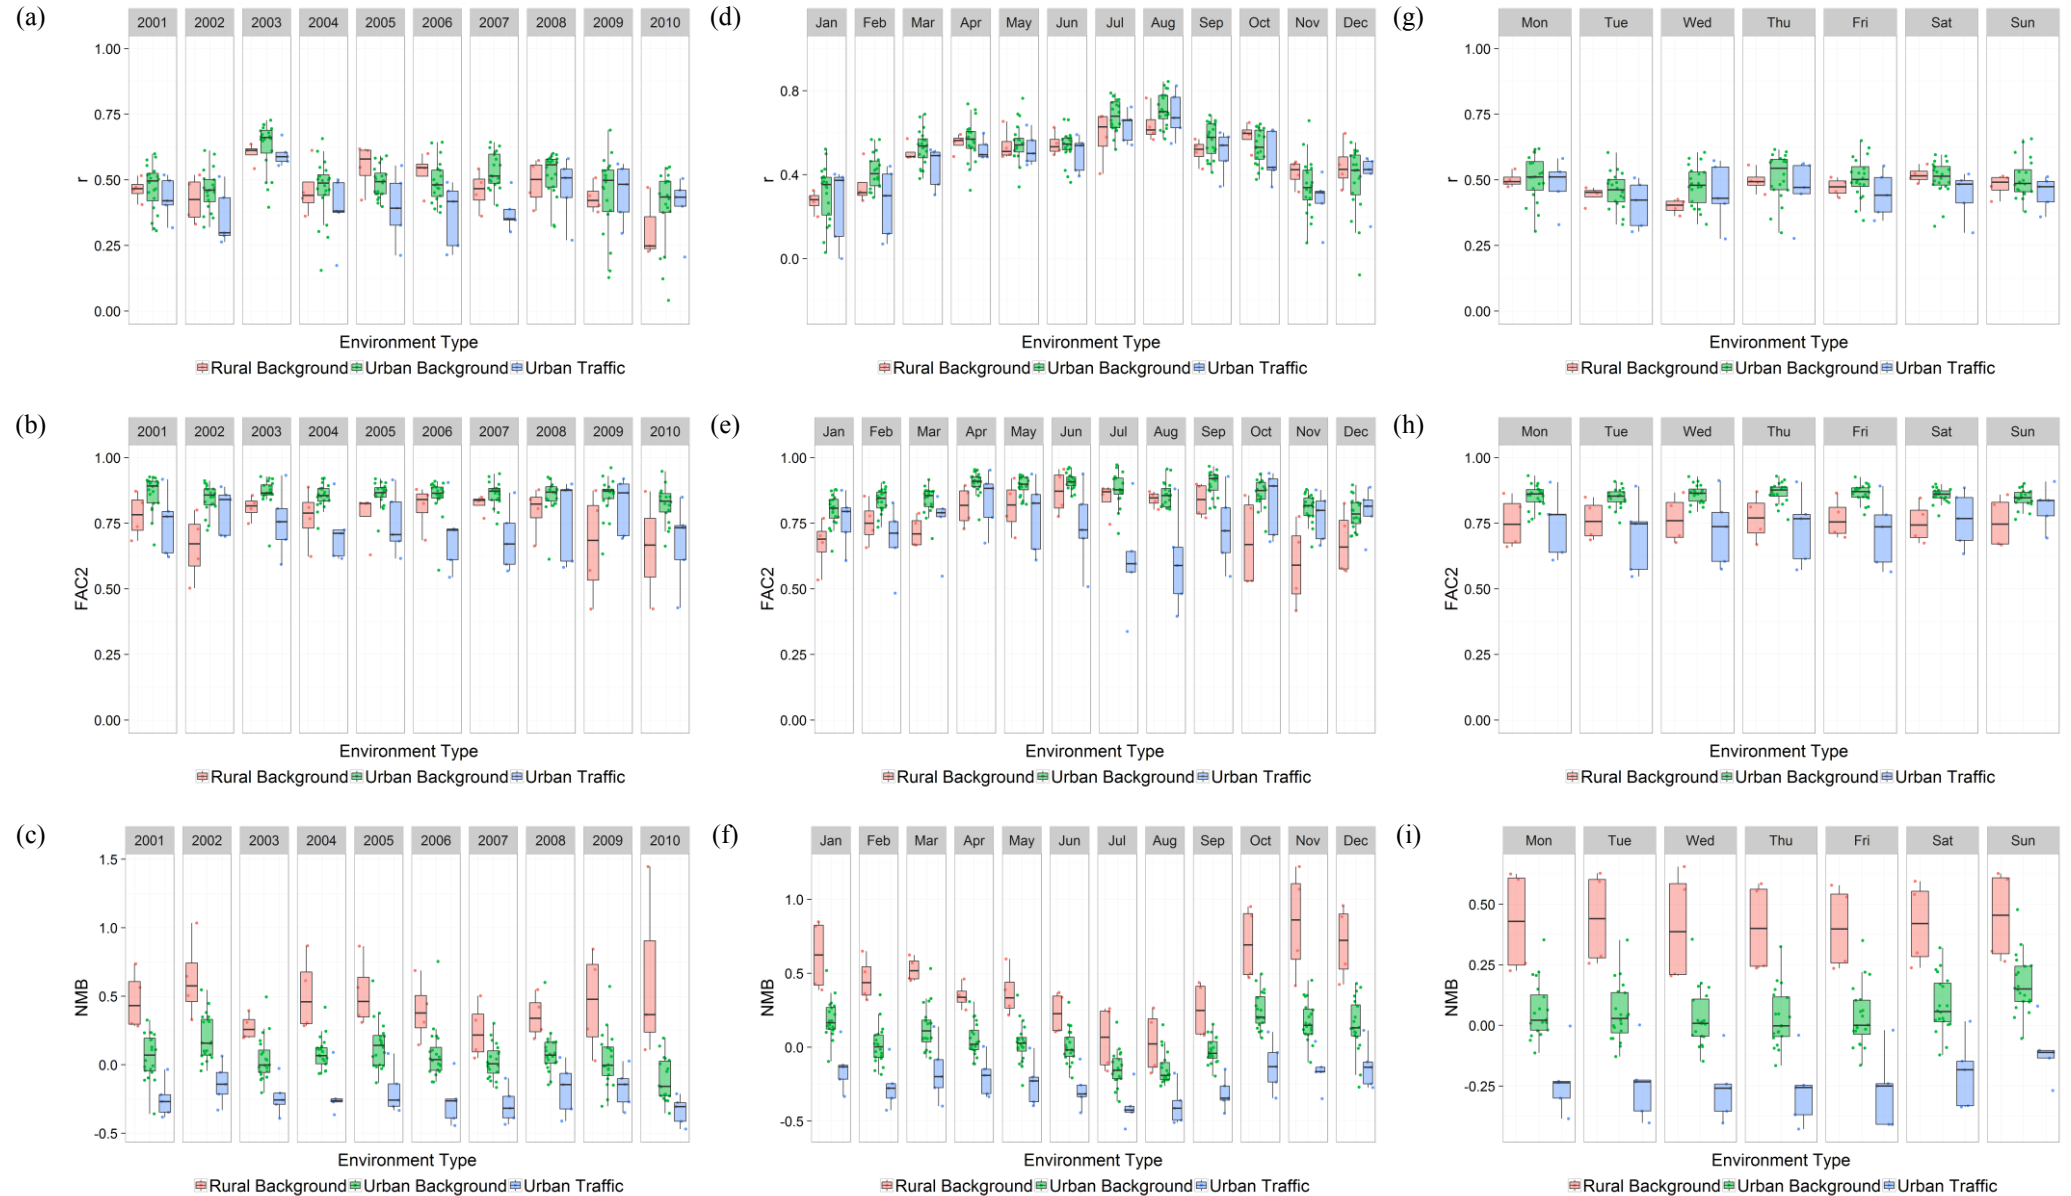 (a)
2001 2002 2003 2004 2005 2006 2007 2008 2009 2010
1.00
0.75
0.50
0.25
0.00
r
Environment Type
Rural Background Urban Background Urban Traffic
(d)
Jan Feb Mar Apr May Jun Jul Aug Sep Oct Nov Dec
0.8
0.4
0.0
r
Environment Type
Rural Background Urban Background Urban Traffic
(g)
Mon Tue Wed Thu Fri Sat Sun
1.00
0.75
0.50
0.25
0.00
r
Environment Type
Rural Background Urban Background Urban Traffic
(b)
2001 2002 2003 2004 2005 2006 2007 2008 2009 2010
1.00
0.75
0.50
0.25
0.00
FAC2
Environment Type
Rural Background Urban Background Urban Traffic
(e)
Jan Feb Mar Apr May Jun Jul Aug Sep Oct Nov Dec
1.00
0.75
0.50
0.25
0.00
FAC2
Environment Type
Rural Background Urban Background Urban Traffic
(h)
Mon Tue Wed Thu Fri Sat Sun
1.00
0.75
0.50
0.25
0.00
FAC2
Environment Type
Rural Background Urban Background Urban Traffic
(c)
2001 2002 2003 2004 2005 2006 2007 2008 2009 2010
1.5
1.0
0.5
0.0
-0.5
NMB
Environment Type
Rural Background Urban Background Urban Traffic
(f)
Jan Feb Mar Apr May Jun Jul Aug Sep Oct Nov Dec
1.0
0.5
0.0
-0.5
NMB
Environment Type
Rural Background Urban Background Urban Traffic
(i)
Mon Tue Wed Thu Fri Sat Sun
0.50
0.25
0.00
-0.25
NMB
Environment Type
Rural Background Urban Background Urban Traffic